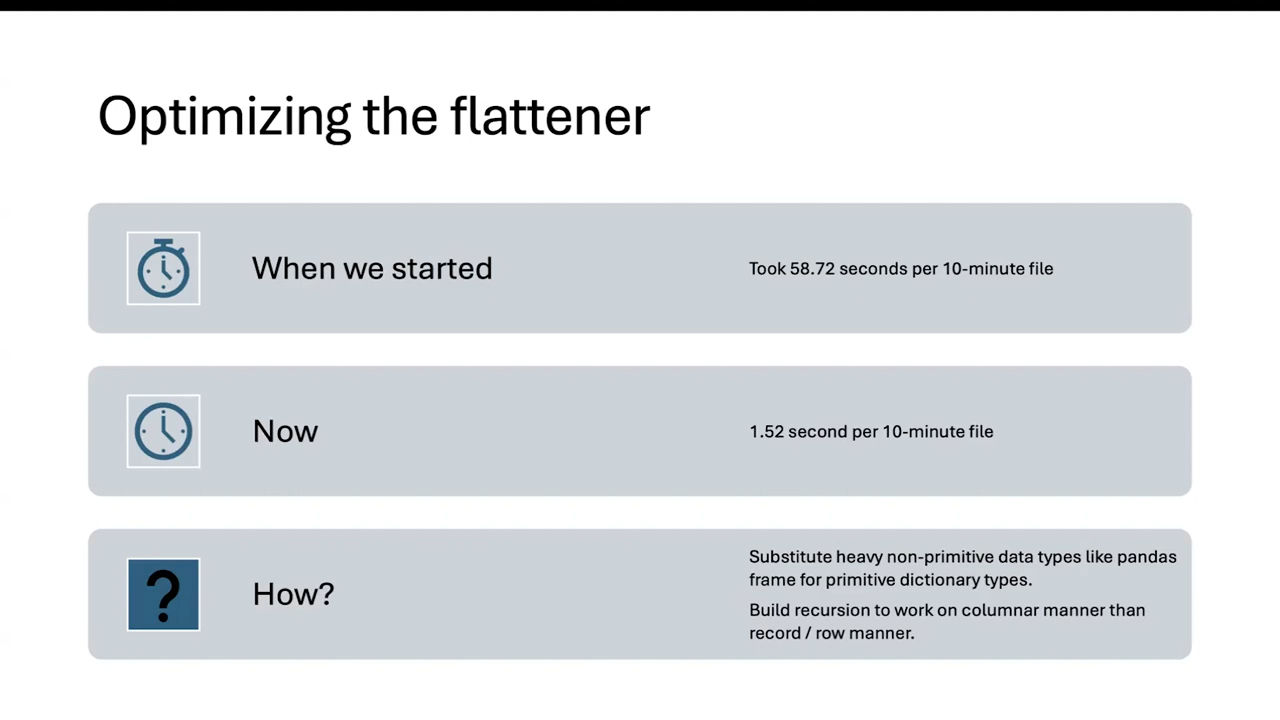 Optimizing the flattener
When we started
Took 58.72 seconds per 10-minute file
Now
1.52 second per 10-minute file
?
How?
Substitute heavy non-primitive data types like pandas
frame for primitive dictionary types.
Build recursion to work on columnar manner than
record / row manner.